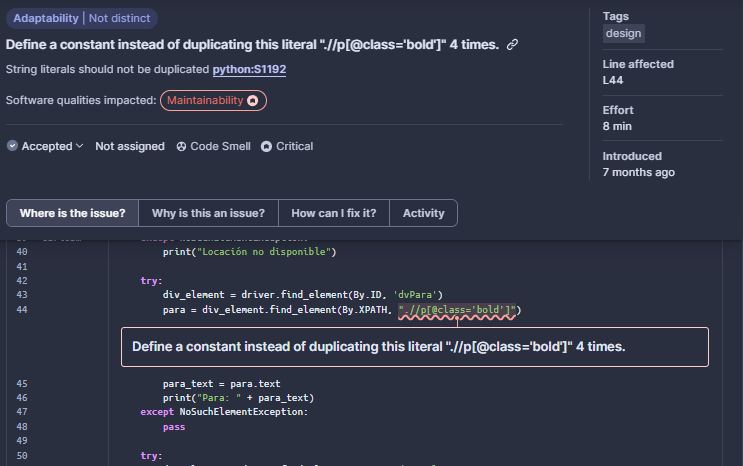 Adaptability | Not distinct
Define a constant instead of duplicating this literal ".//p[@class='bold']" 4 times.
String literals should not be duplicated python:S1192
Software qualities impacted: Maintainability
Accepted Not assigned Code Smell Critical
Tags
design
Line affected
L44
Effort
8 min
Introduced
7 months ago
Where is the issue? Why is this an issue? How can I fix it? Activity
40 print("Locación no disponible")
41
42 try:
43 div_element = driver.find_element(By.ID, 'dvPara')
44 para = div_element.find_element(By.XPATH, ".//p[@class='bold']")
Define a constant instead of duplicating this literal ".//p[@class='bold']" 4 times.
45 para_text = para.text
46 print("Para: " + para_text)
47 except NoSuchElementException:
48 pass
49
50 try: